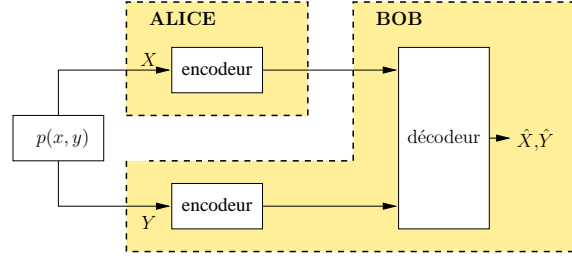 ALICE
BOB
X
encodeur
p(x, y)
décodeur
X̂,Ŷ
Y
encodeur